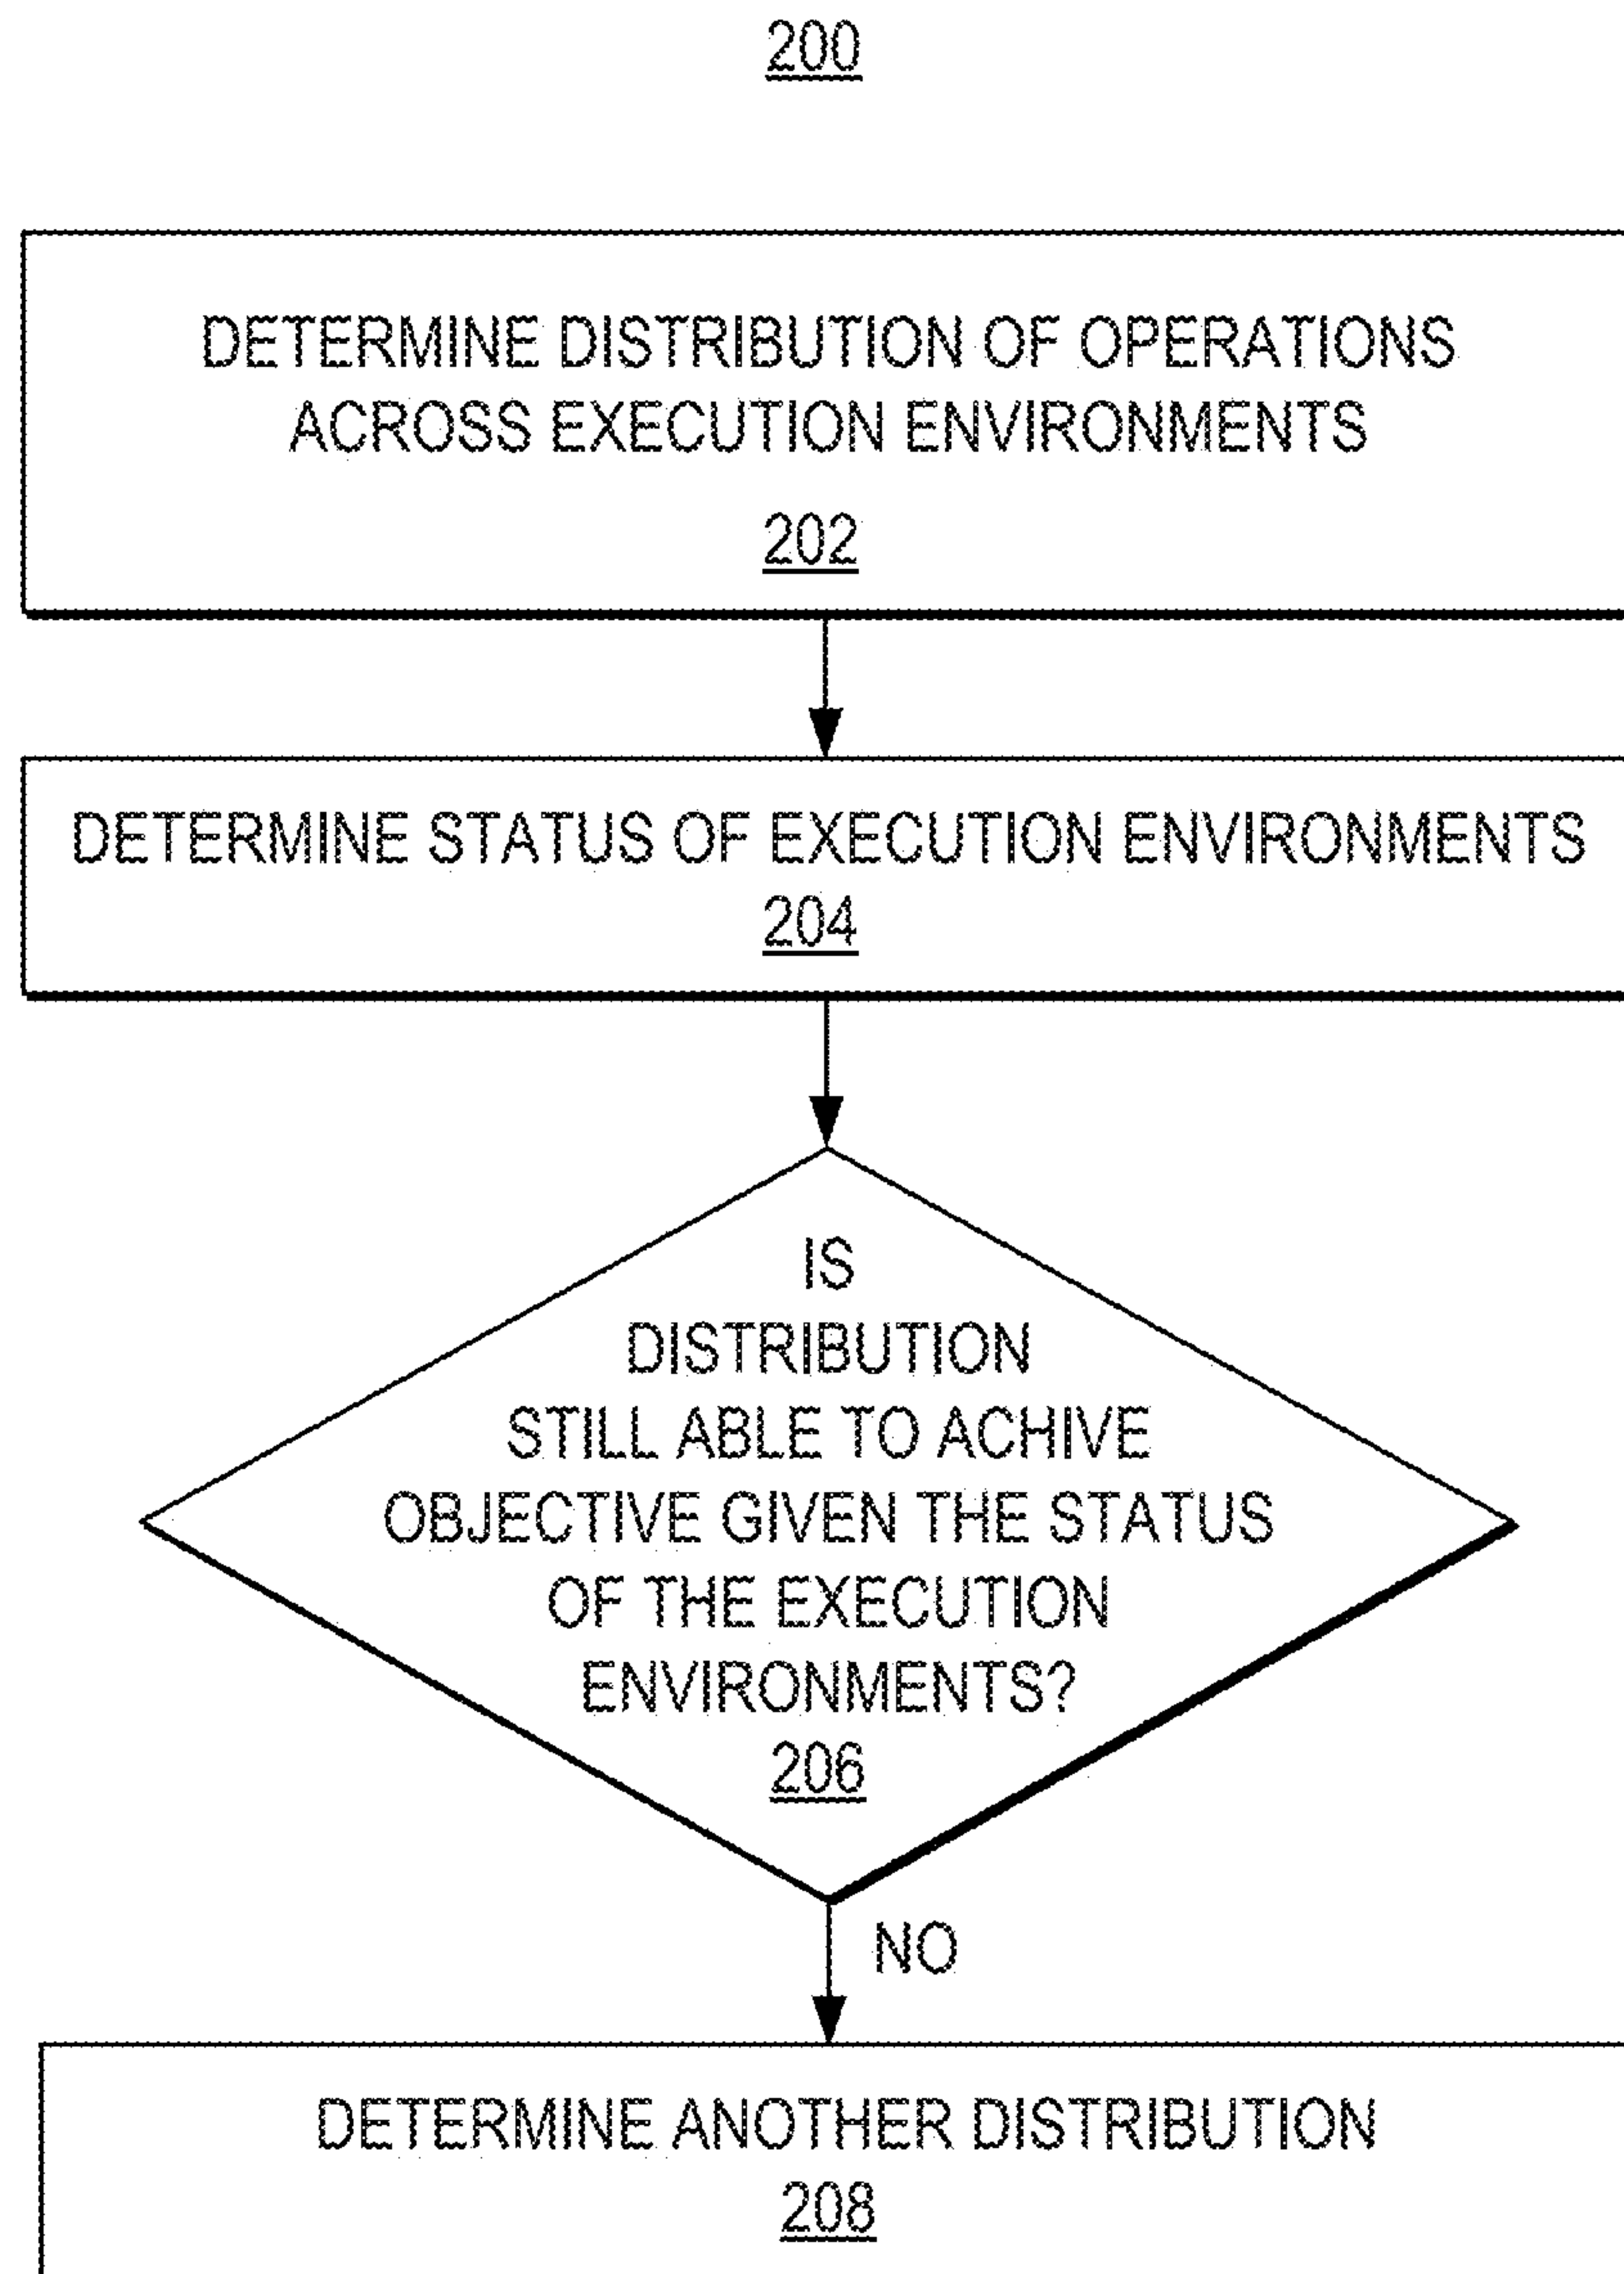 200
DETERMINE DISTRIBUTION OF OPERATIONS
ACROSS EXECUTION ENVIRONMENTS
202
DETERMINE STATUS OF EXECUTION ENVIRONMENTS
204
IS
DISTRIBUTION
STILL ABLE TO ACHIVE
OBJECTIVE GIVEN THE STATUS
OF THE EXECUTION
ENVIRONMENTS?
206
NO
DETERMINE ANOTHER DISTRIBUTION
208